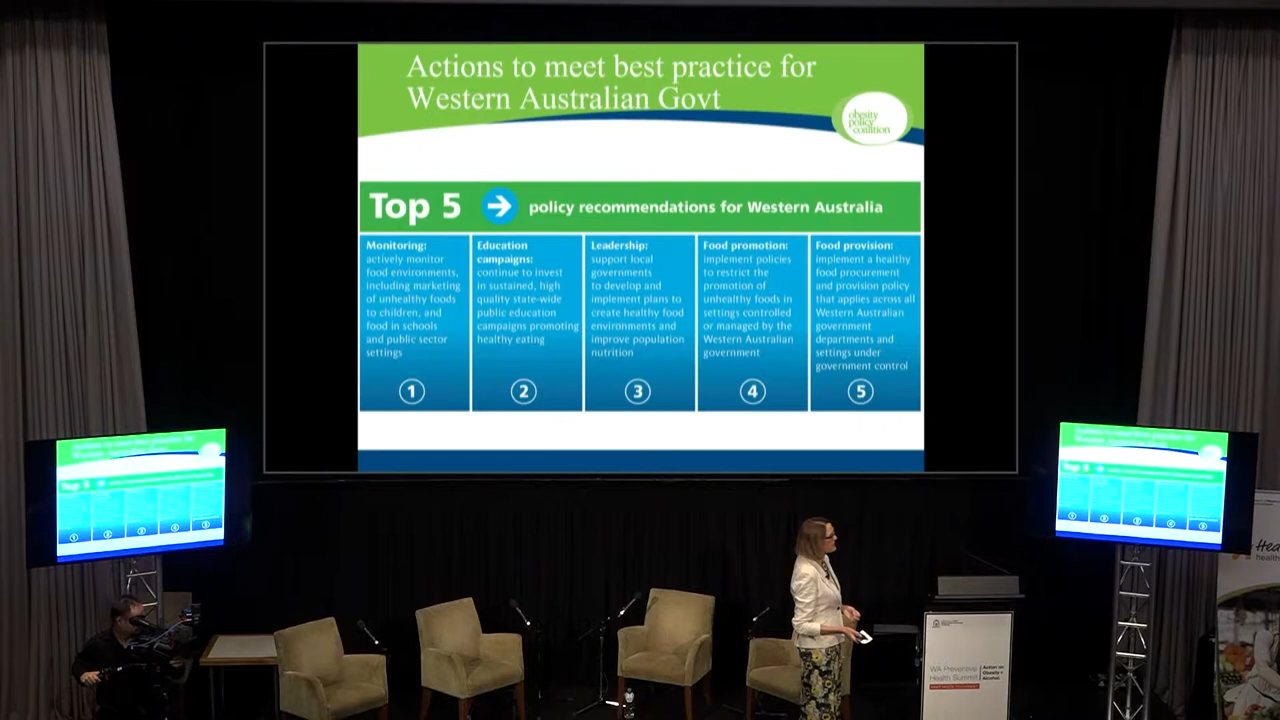 Actions to meet best practice for
Western Australian Govt
obesity
policy
coalition
Top 5
policy recommendations for Western Australia
Monitoring:
actively monitor
food environments,
including marketing
of unhealthy foods
to children, and
food in schools
and public sector
settings
1
Education
campaigns:
continue to invest
in sustained, high
quality state-wide
public education
campaigns promoting
healthy eating
2
Leadership:
support local
governments
to develop and
implement plans to
create healthy food
environments and
improve population
nutrition
3
Food promotion:
implement policies
to restrict the
promotion of
unhealthy foods in
settings controlled
or managed by the
Western Australian
government
4
Food provision:
implement a healthy
food procurement
and provision policy
that applies across all
Western Australian
government
departments and
settings under
government control
5
WA Preventive
Health Summit
Action on
Obesity +
Alcohol
Hea
health